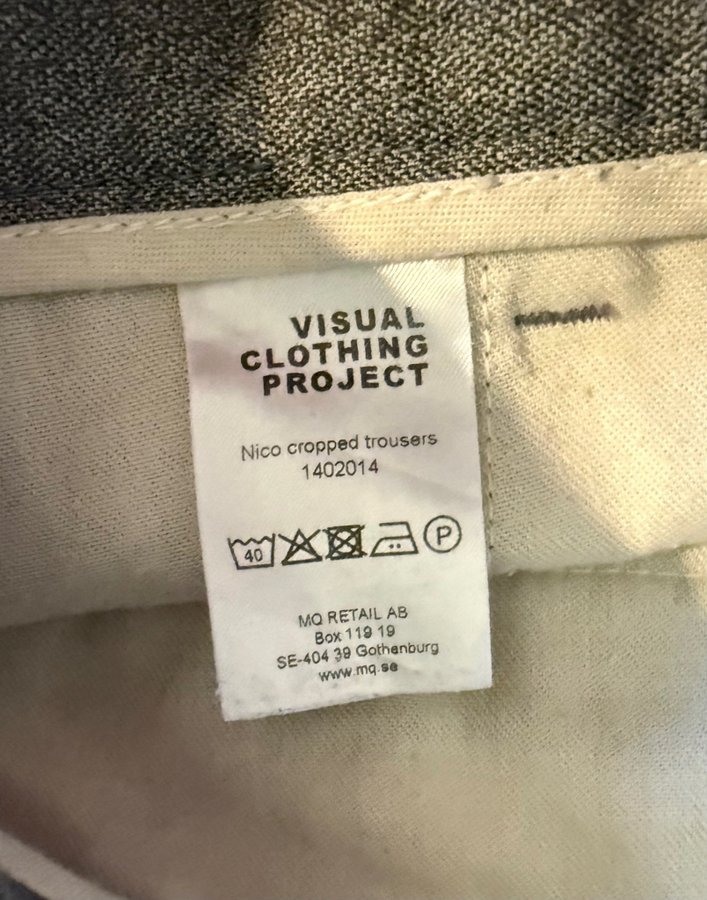 VISUAL
CLOTHING
PROJECT
Nico cropped trousers
1402014
40 P
MQ RETAIL AB
Box 119 19
SE-404 39 Gothenburg
www.mq.se